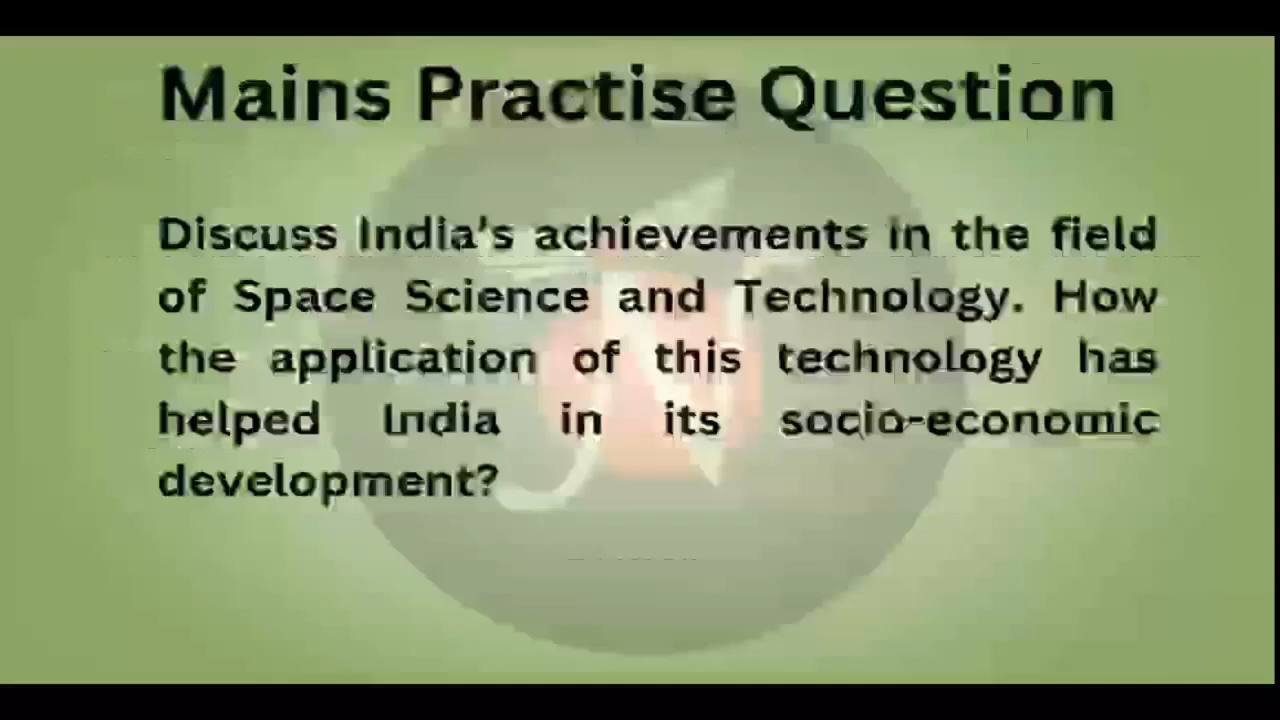 Mains Practise Question
Discuss India's achievements in the field
of Space Science and Technology. How
the application of this technology has
helped India in its socio-economic
development?